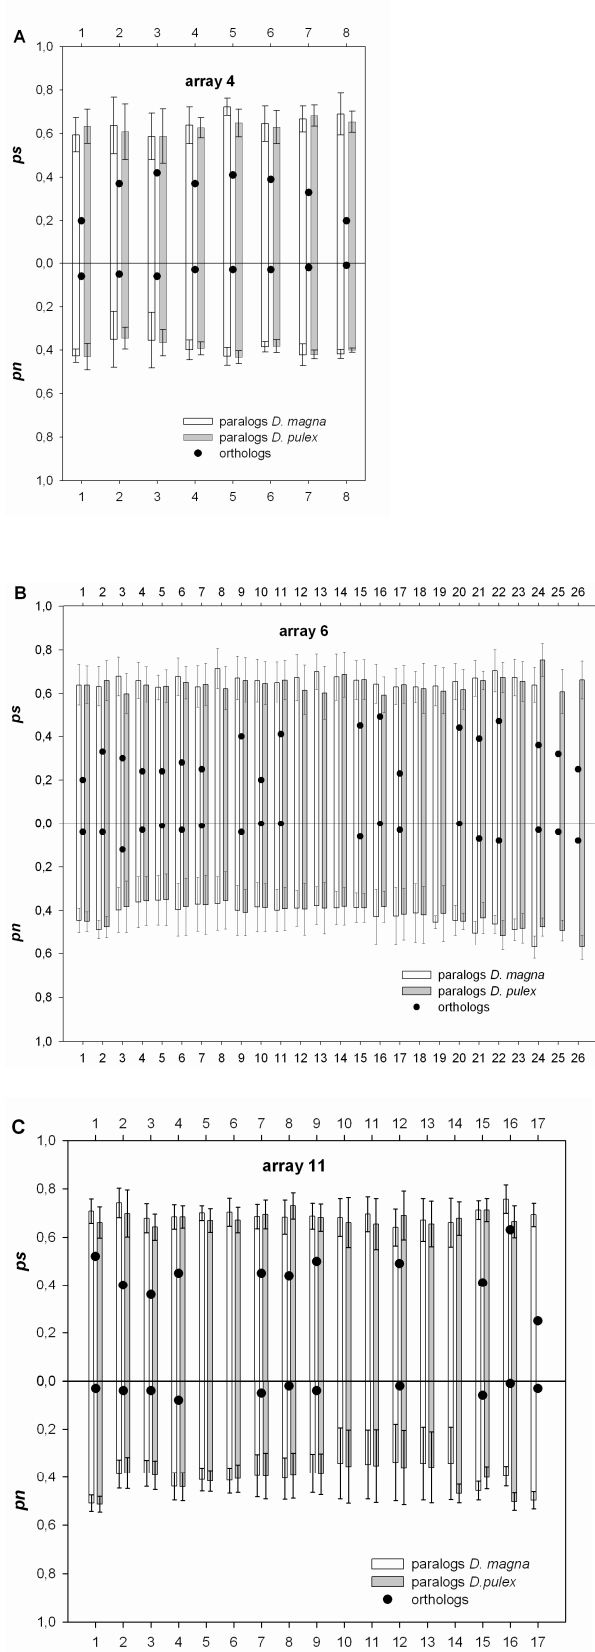 A
1 2 3 4 5 6 7 8
array 4
1,0
0,8
0,6
0,4
0,2
0,0
0,2
0,4
0,6
0,8
1,0
ps
pn
paralogs D. magna
paralogs D. pulex
orthologs
1 2 3 4 5 6 7 8
B
1 2 3 4 5 6 7 8 9 10 11 12 13 14 15 16 17 18 19 20 21 22 23 24 25 26
array 6
1,0
0,8
0,6
0,4
0,2
0,0
0,2
0,4
0,6
0,8
1,0
ps
pn
paralogs D. magna
paralogs D. pulex
orthologs
1 2 3 4 5 6 7 8 9 10 11 12 13 14 15 16 17 18 19 20 21 22 23 24 25 26
C
1 2 3 4 5 6 7 8 9 10 11 12 13 14 15 16 17
array 11
1,0
0,8
0,6
0,4
0,2
0,0
0,2
0,4
0,6
0,8
1,0
ps
pn
paralogs D. magna
paralogs D.pulex
orthologs
1 2 3 4 5 6 7 8 9 10 11 12 13 14 15 16 17